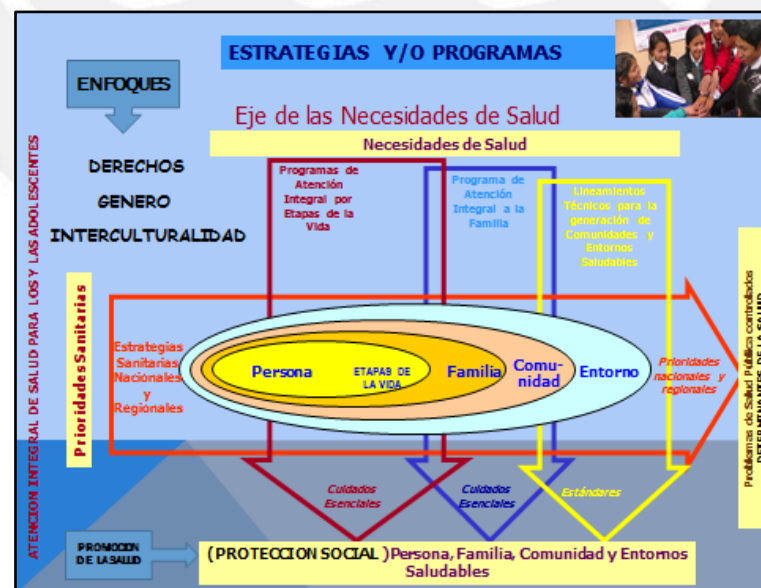 ESTRATEGIAS Y/O PROGRAMAS
ENFOQUES
Eje de las Necesidades de Salud
Necesidades de Salud
DERECHOS
GENERO
INTERCULTURALIDAD
Programas de
Atención
Integral por
Etapas de la
Vida
Programa de
Atención
Integral a la
Familia
Lineamientos
Técnicos para la
generación de
Comunidades y
Entornos
Saludables
ATENCION INTEGRAL DE SALUD PARA LOS Y LAS ADOLESCENTES
Prioridades Sanitarias
Estrategias
Sanitarias
Nacionales
y
Regionales
Persona
ETAPAS DE
LA VIDA
Familia
Comu-
nidad
Entorno
Prioridades
nacionales y
regionales
Problemas de Salud Pública controlados
DETERMINANTES DE LA SALUD
Cuidados
Esenciales
Cuidados
Esenciales
Estándares
PROMOCION
DE LA SALUD
(PROTECCION SOCIAL )Persona, Familia, Comunidad y Entornos
Saludables